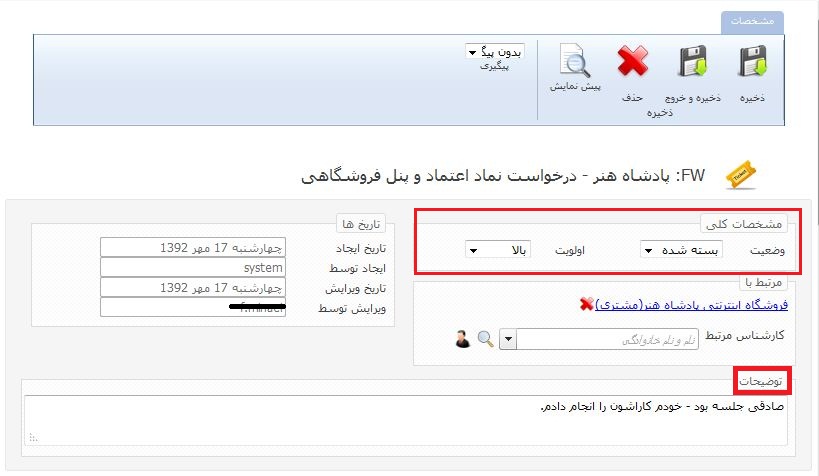 مشخصات
ذخیره
ذخیره و خروج
حذف
ذخیره
پیش نمایش
بدون پیگ
پیگیری
Ticket
FW: پادشاه هنر - درخواست نماد اعتماد و پنل فروشگاهی
مشخصات کلی
وضعیت بسته شده اولویت بالا
مرتبط با
فروشگاه اینترنتی پادشاه هنر(مشتری)
کارشناس مرتبط نام و نام خانوادگی
تاریخ ها
تاریخ ایجاد چهارشنبه 17 مهر 1392
ایجاد توسط system
تاریخ ویرایش چهارشنبه 17 مهر 1392
ویرایش توسط
توضیحات
صادقی جلسه بود - خودم کاراشون را انجام دادم.